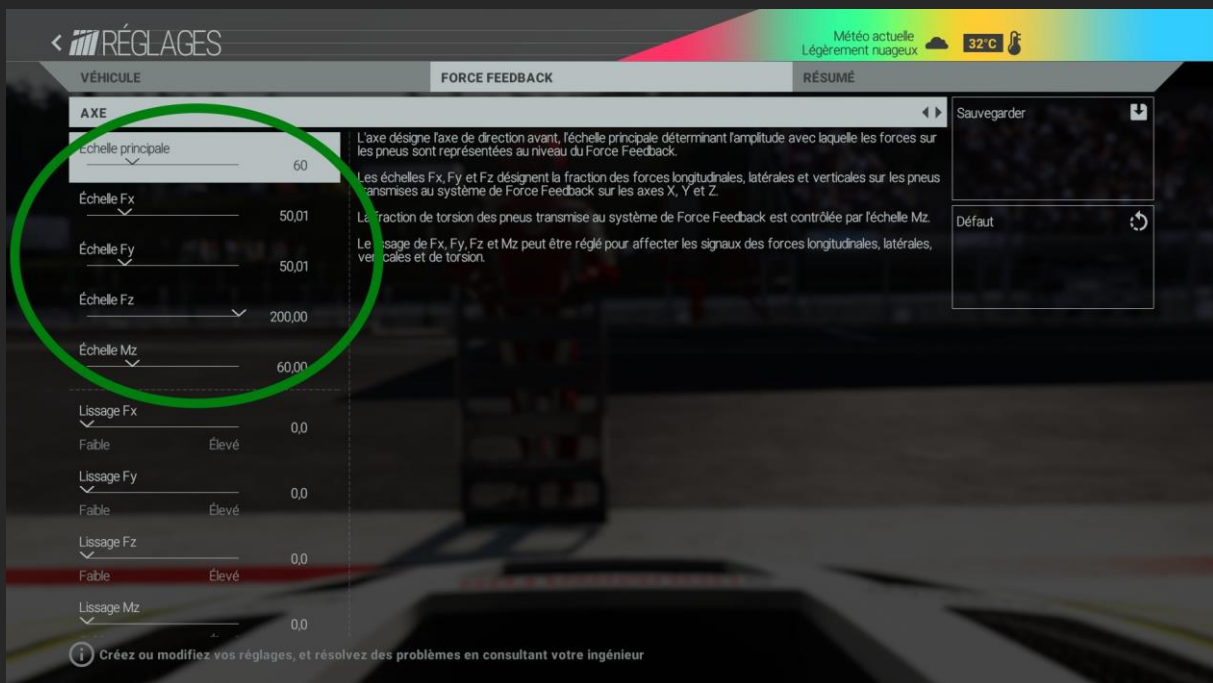 RÉGLAGES
Météo actuelle
Légèrement nuageux
32°C
VÉHICULE
FORCE FEEDBACK
RÉSUMÉ
AXE
Échelle principale
60
Échelle Fx
50,01
Échelle Fy
50,01
Échelle Fz
200,00
Échelle Mz
60,00
Lissage Fx
0,0
Faible Élevé
Lissage Fy
0,0
Faible Élevé
Lissage Fz
0,0
Faible Élevé
Lissage Mz
0,0
L'axe désigne l'axe de direction avant, l'échelle principale déterminant l'amplitude avec laquelle les forces sur
les pneus sont représentées au niveau du Force Feedback.
Les échelles Fx, Fy et Fz désignent la fraction des forces longitudinales, latérales et verticales sur les pneus
transmises au système de Force Feedback sur les axes X, Y et Z.
La fraction de torsion des pneus transmise au système de Force Feedback est contrôlée par l'échelle Mz.
Le lissage de Fx, Fy, Fz et Mz peut être réglé pour affecter les signaux des forces longitudinales, latérales,
verticales et de torsion.
Sauvegarder
Défaut
Créez ou modifiez vos réglages, et résolvez des problèmes en consultant votre ingénieur